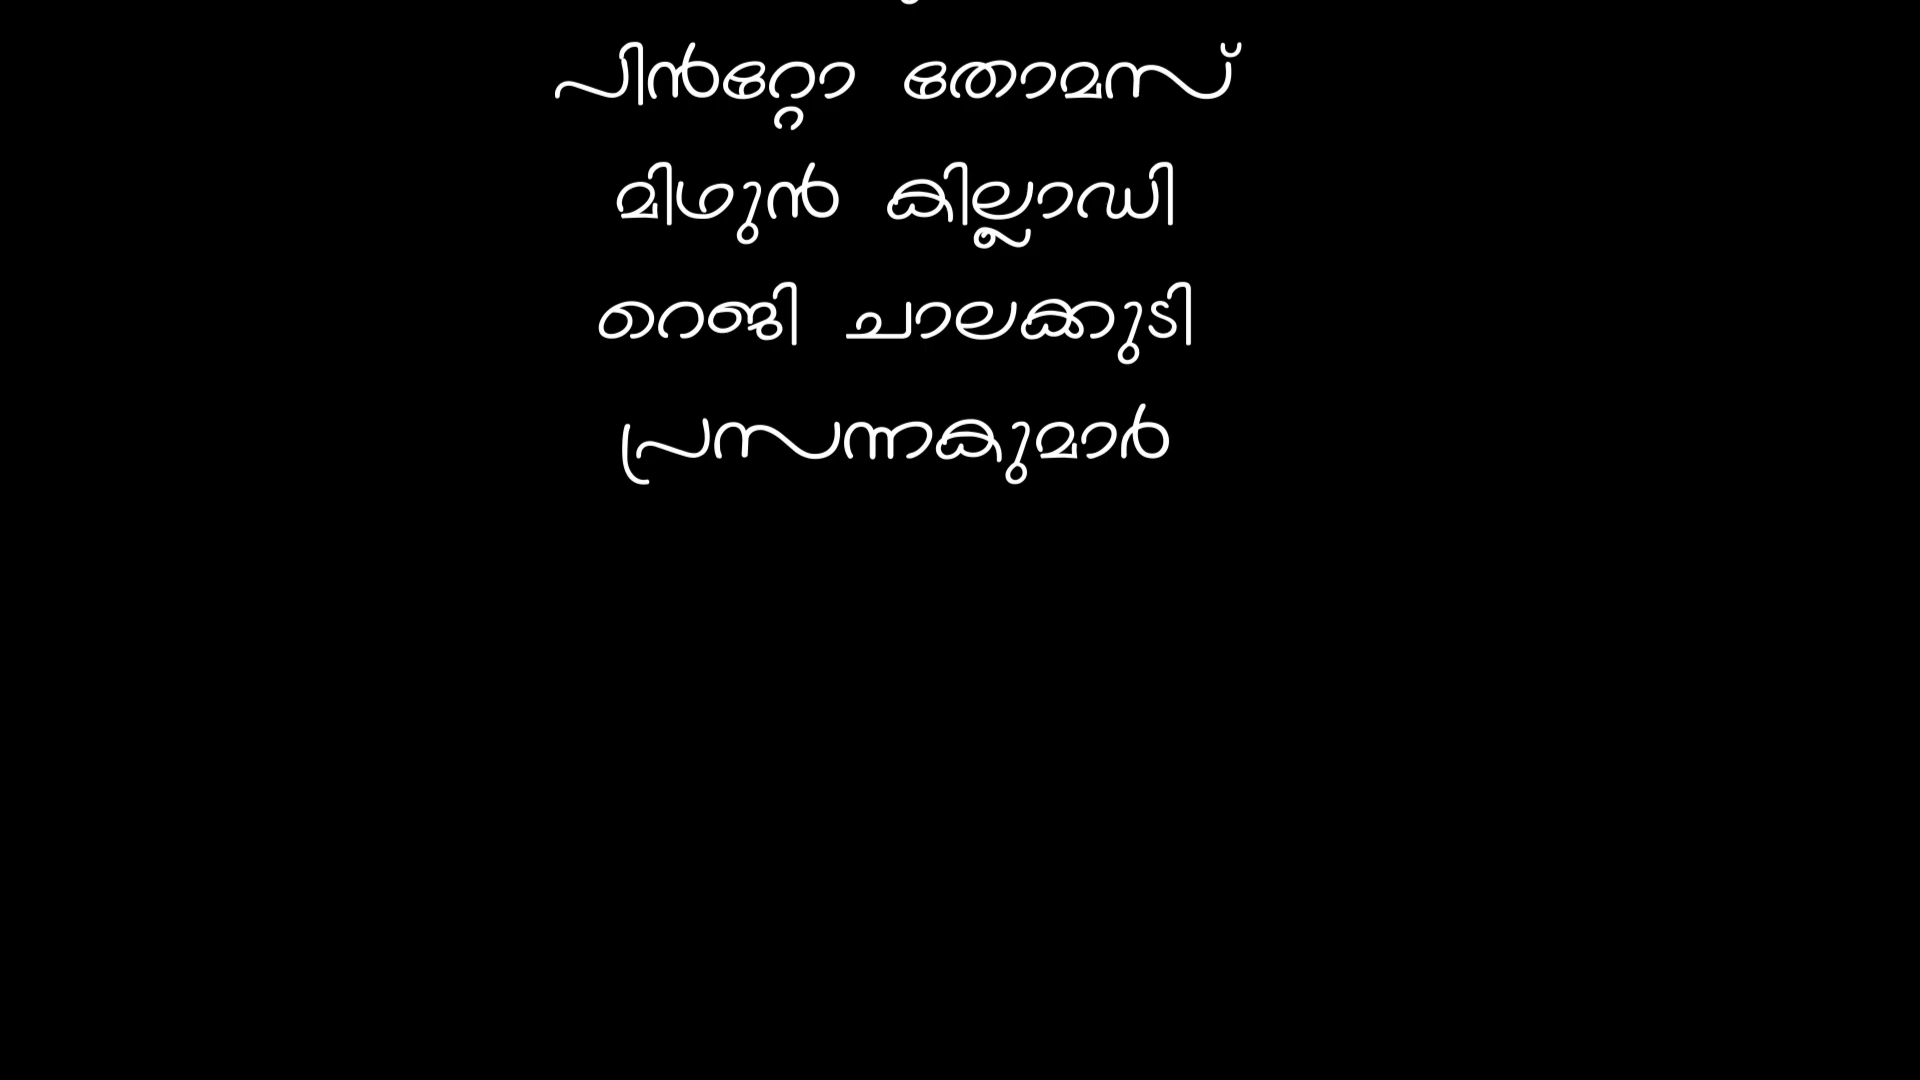 പിൻറ്റോ തോമസ്
മിഥുൻ കില്ലാഡി
റെജി ചാലക്കുടി
പ്രസന്നകുമാർ